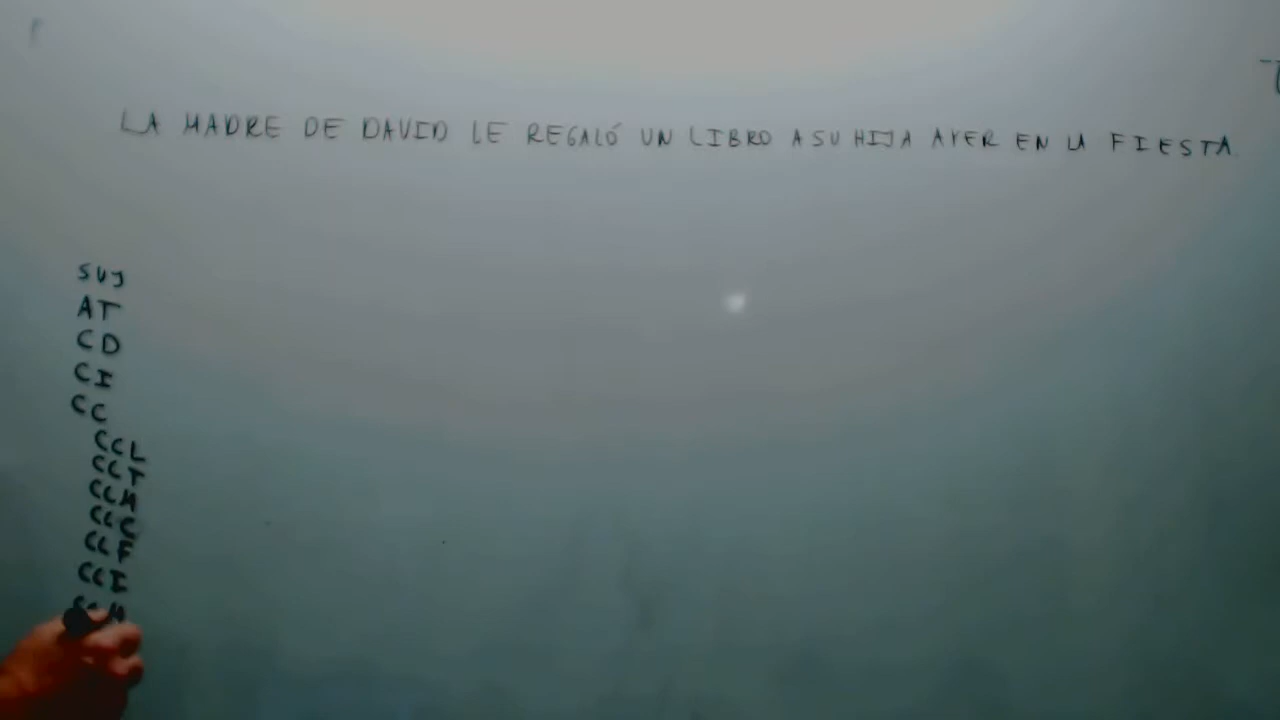 LA MADRE DE DAVID LE REGALÓ UN LIBRO A SU HIJA AYER EN LA FIESTA.
SUJ
AT
CD
CI
CC
CCL
CCT
CCM
CCC
CCF
CCI